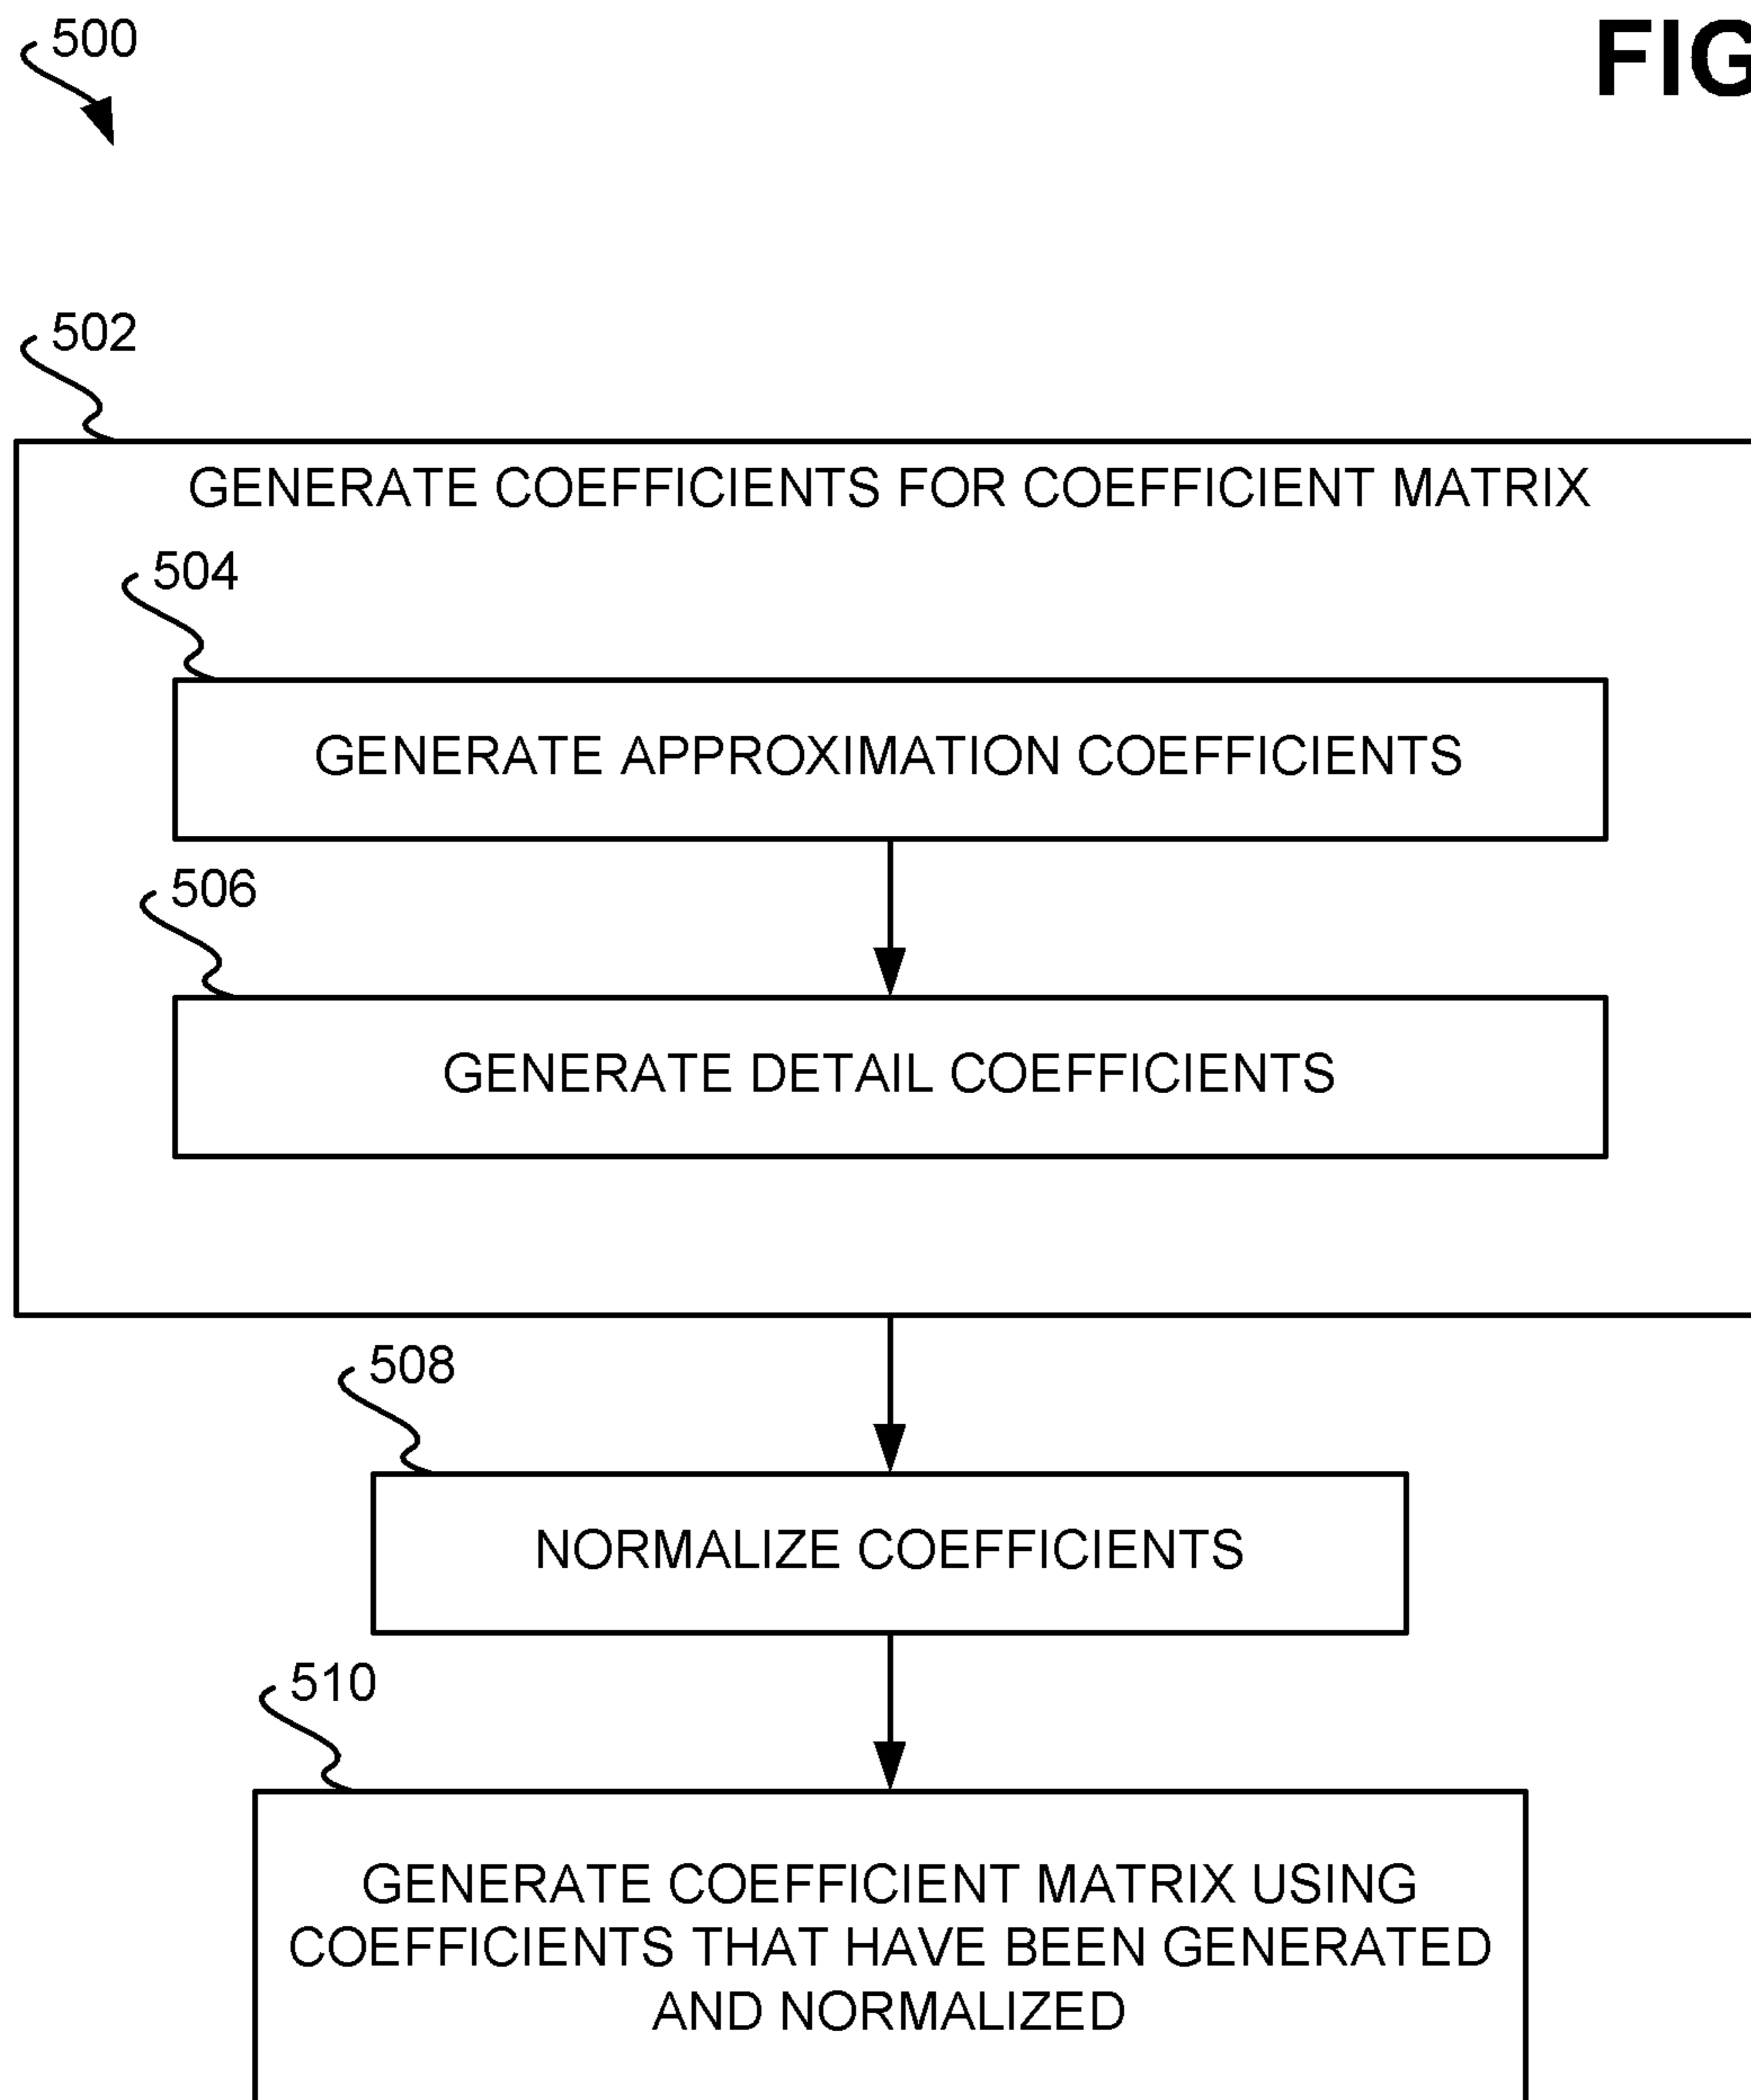 500
FIG
502
GENERATE COEFFICIENTS FOR COEFFICIENT MATRIX
504
GENERATE APPROXIMATION COEFFICIENTS
506
GENERATE DETAIL COEFFICIENTS
508
NORMALIZE COEFFICIENTS
510
GENERATE COEFFICIENT MATRIX USING
COEFFICIENTS THAT HAVE BEEN GENERATED
AND NORMALIZED